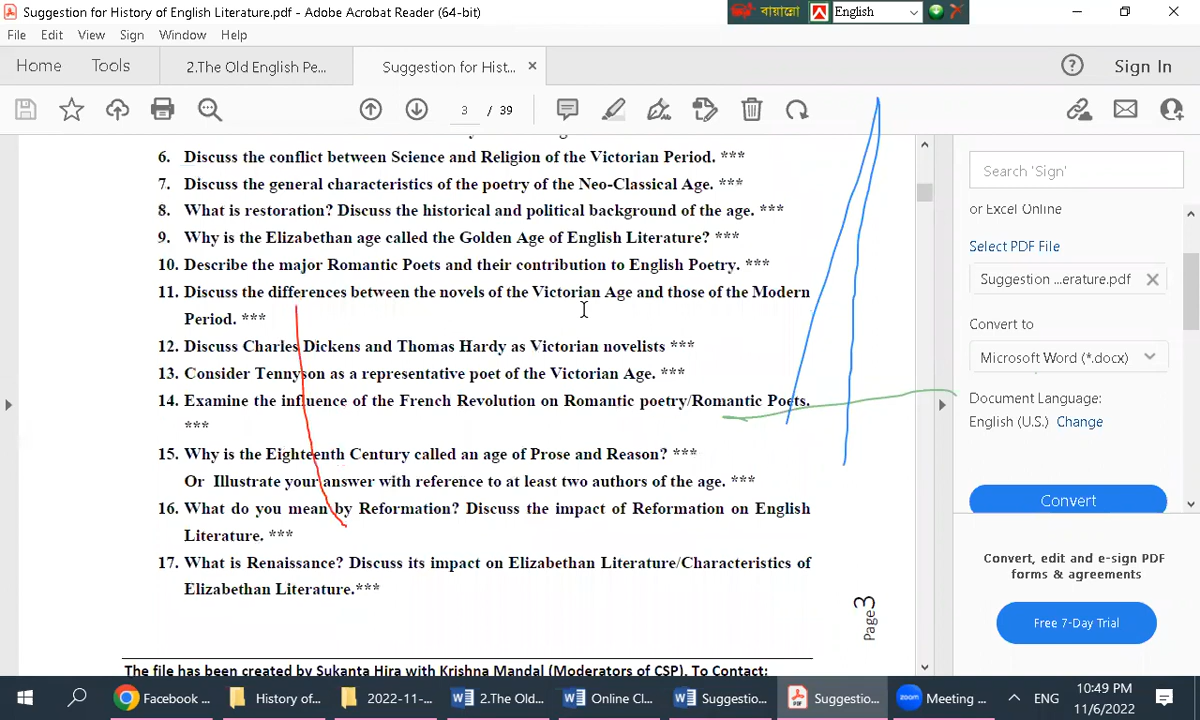 Suggestion for History of English Literature.pdf - Adobe Acrobat Reader (64-bit)
বায়ান্নো English
File Edit View Sign Window Help
Home Tools 2.The Old English Pe... Suggestion for Hist... × ? Sign In
3 / 39
6. Discuss the conflict between Science and Religion of the Victorian Period. ***
7. Discuss the general characteristics of the poetry of the Neo-Classical Age. ***
8. What is restoration? Discuss the historical and political background of the age. ***
9. Why is the Elizabethan age called the Golden Age of English Literature? ***
10. Describe the major Romantic Poets and their contribution to English Poetry. ***
11. Discuss the differences between the novels of the Victorian Age and those of the Modern
Period. ***
12. Discuss Charles Dickens and Thomas Hardy as Victorian novelists ***
13. Consider Tennyson as a representative poet of the Victorian Age. ***
14. Examine the influence of the French Revolution on Romantic poetry/Romantic Poets.
***
15. Why is the Eighteenth Century called an age of Prose and Reason? ***
Or Illustrate your answer with reference to at least two authors of the age. ***
16. What do you mean by Reformation? Discuss the impact of Reformation on English
Literature. ***
17. What is Renaissance? Discuss its impact on Elizabethan Literature/Characteristics of
Elizabethan Literature.***
Page3
The file has been created by Sukanta Hira with Krishna Mandal (Moderators of CSP). To Contact:
Search 'Sign'
or Excel Online
Select PDF File
Suggestion ...erature.pdf
Convert to
Microsoft Word (*.docx)
Document Language:
English (U.S.) Change
Convert
Convert, edit and e-sign PDF
forms & agreements
Free 7-Day Trial
Facebook ... History of... 2022-11-... 2.The Old... Online Cl... Suggestio... Suggestio... zoom Meeting ... ENG 10:49 PM
11/6/2022